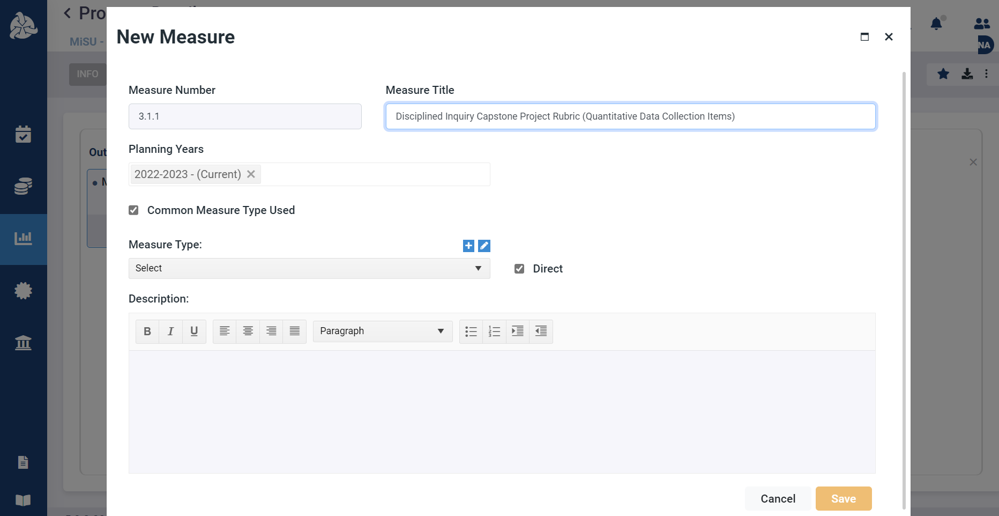 Pro
MiSU -
NA
INFO
Out
New Measure
Measure Number
Measure Title
3.1.1
Disciplined Inquiry Capstone Project Rubric (Quantitative Data Collection Items)
Planning Years
2022-2023 - (Current)
Common Measure Type Used
Measure Type:
Select
Direct
Description:
B I U
Paragraph
Cancel
Save